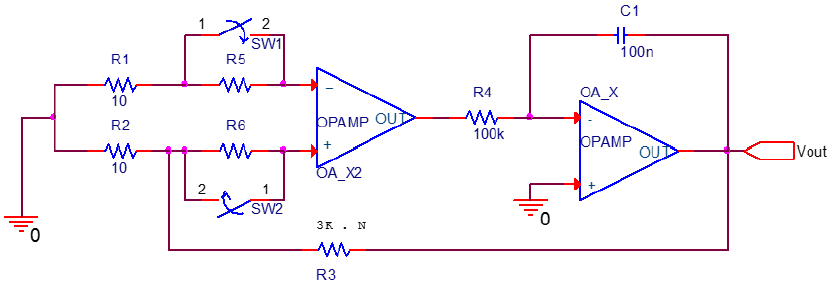 C1
1 2
SW1
100n
R1 R5
R4 OA_X
10
- OPAMP OUT
100k
- OPAMP OUT
R2 R6
+
10
OA_X2
Vout
2 1
SW2
+
0
0
3K . N
R3